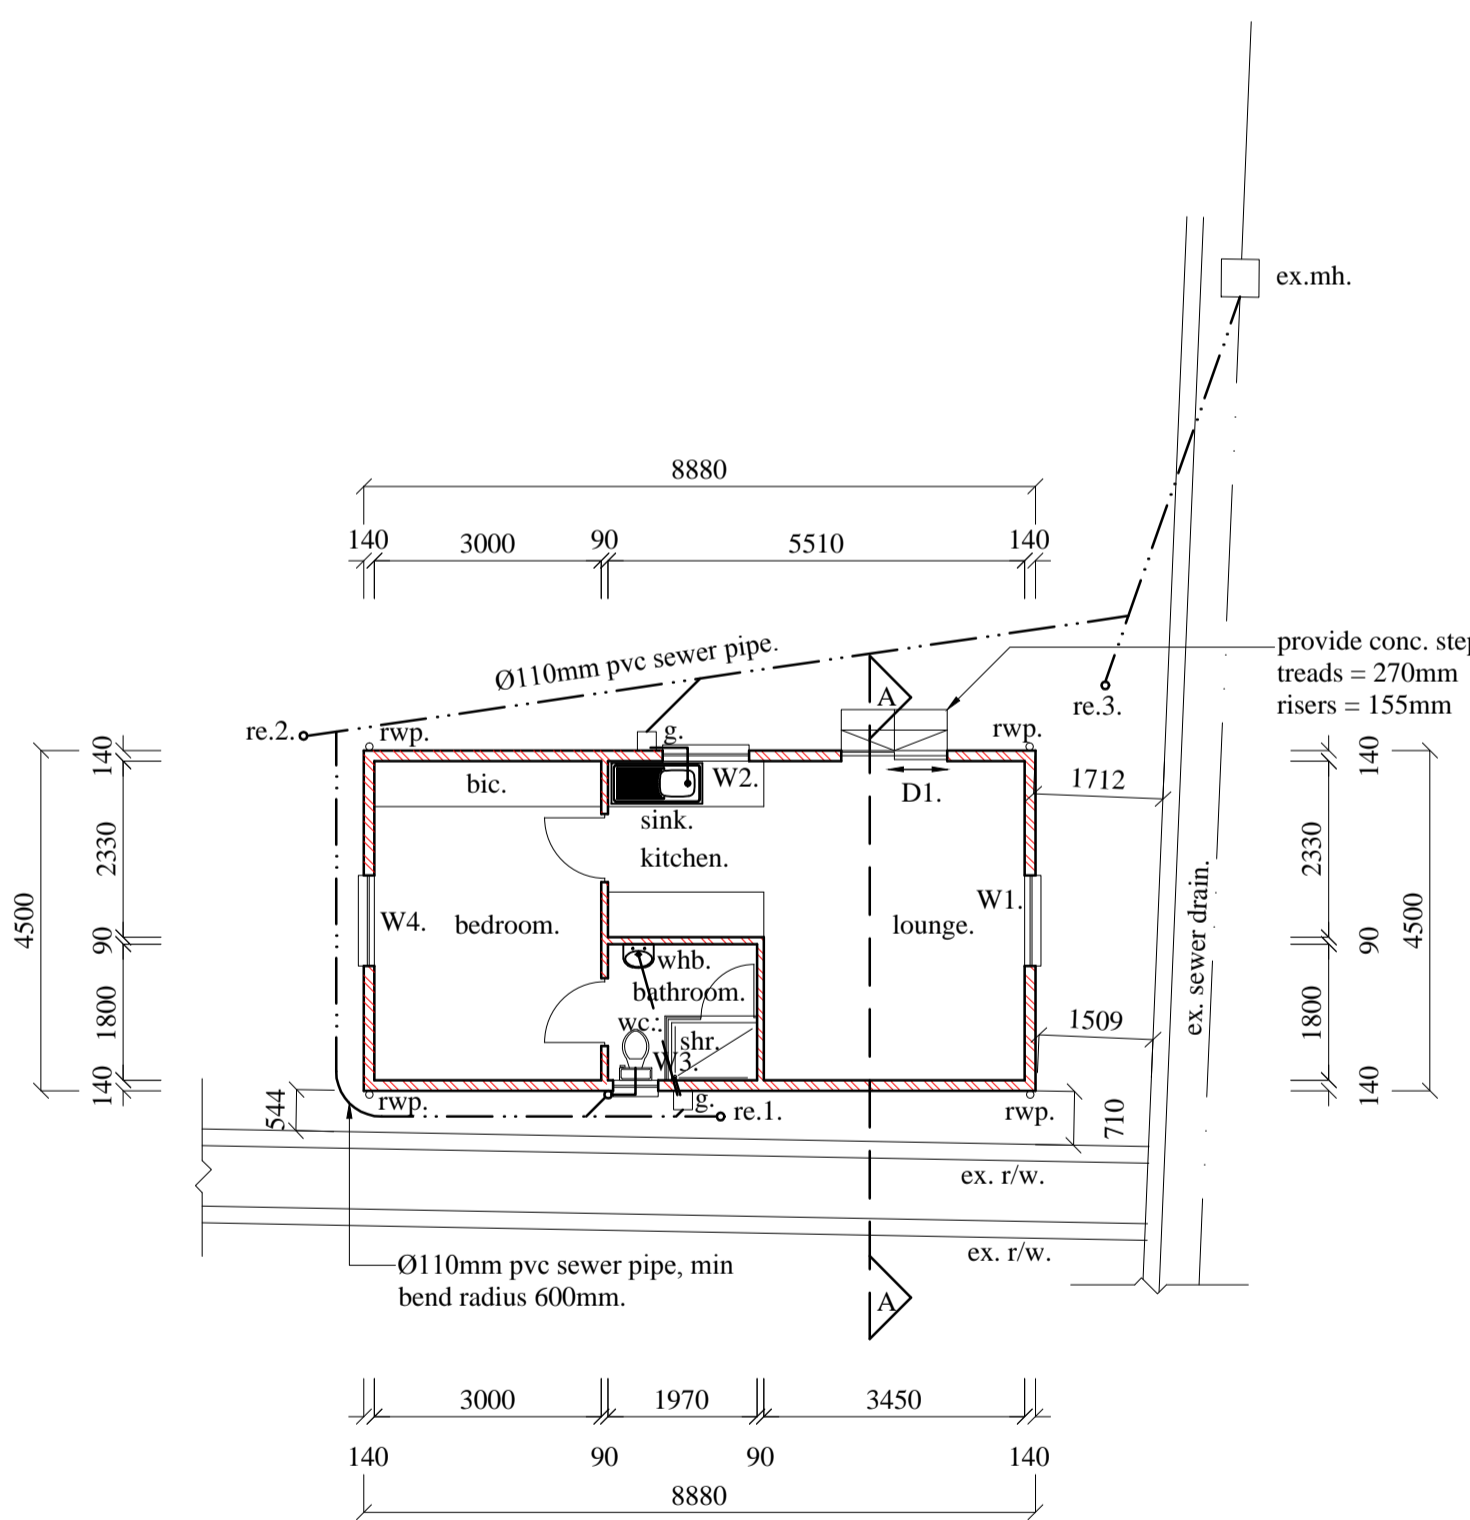 ex.mh.
8880
140 3000 90 5510 140
Ø110mm pvc sewer pipe.
provide conc. step
treads = 270mm
risers = 155mm
A
re.3.
re.2.
rwp.
g.
rwp.
140
140
1712
bic.
W2.
D1.
sink.
kitchen.
2330
2330
4500
W4.
bedroom.
lounge.
W1.
4500
90
90
ex. sewer drain.
whb.
bathroom.
wc.
1800
1509
1800
shr.
W3.
140
140
544
rwp.
g.
re.1.
rwp.
710
ex. r/w.
ex. r/w.
Ø110mm pvc sewer pipe, min
bend radius 600mm.
A
3000 1970 3450
140 90 90 140
8880